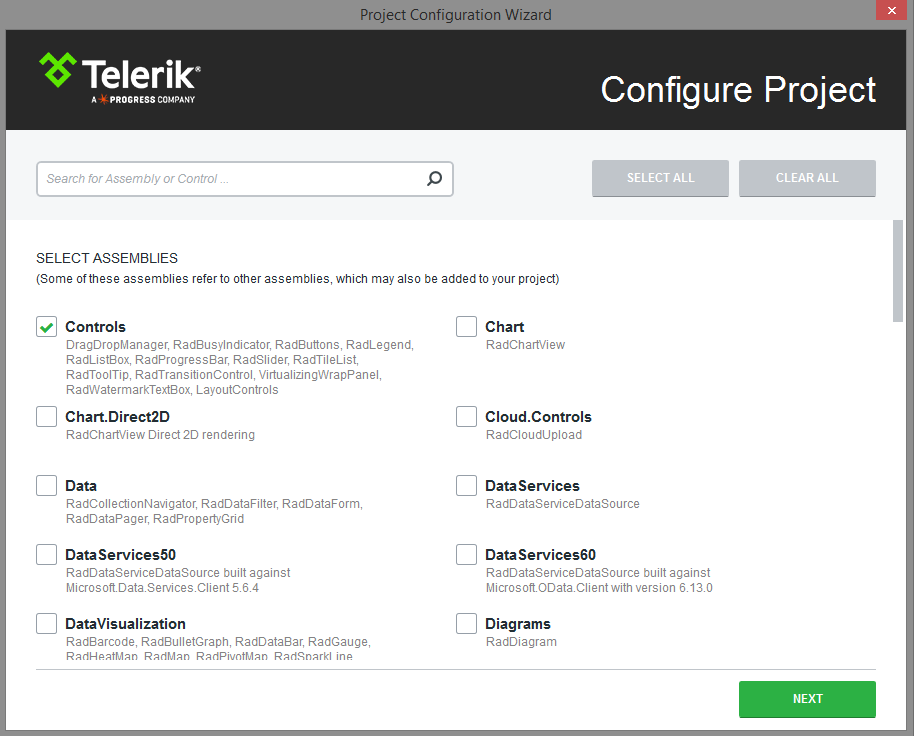 Project Configuration Wizard
Telerik®
A PROGRESS COMPANY
Configure Project
Search for Assembly or Control ...
SELECT ALL
CLEAR ALL
SELECT ASSEMBLIES
(Some of these assemblies refer to other assemblies, which may also be added to your project)
Controls
DragDropManager, RadBusyIndicator, RadButtons, RadLegend,
RadListBox, RadProgressBar, RadSlider, RadTileList,
RadToolTip, RadTransitionControl, VirtualizingWrapPanel,
RadWatermarkTextBox, LayoutControls
Chart
RadChartView
Chart.Direct2D
RadChartView Direct 2D rendering
Cloud.Controls
RadCloudUpload
Data
RadCollectionNavigator, RadDataFilter, RadDataForm,
RadDataPager, RadPropertyGrid
DataServices
RadDataServiceDataSource
DataServices50
RadDataServiceDataSource built against
Microsoft.Data.Services.Client 5.6.4
DataServices60
RadDataServiceDataSource built against
Microsoft.OData.Client with version 6.13.0
DataVisualization
RadBarcode, RadBulletGraph, RadDataBar, RadGauge,
RadHeatMap, RadMap, RadPivotMap, RadSparkLine
Diagrams
RadDiagram
NEXT